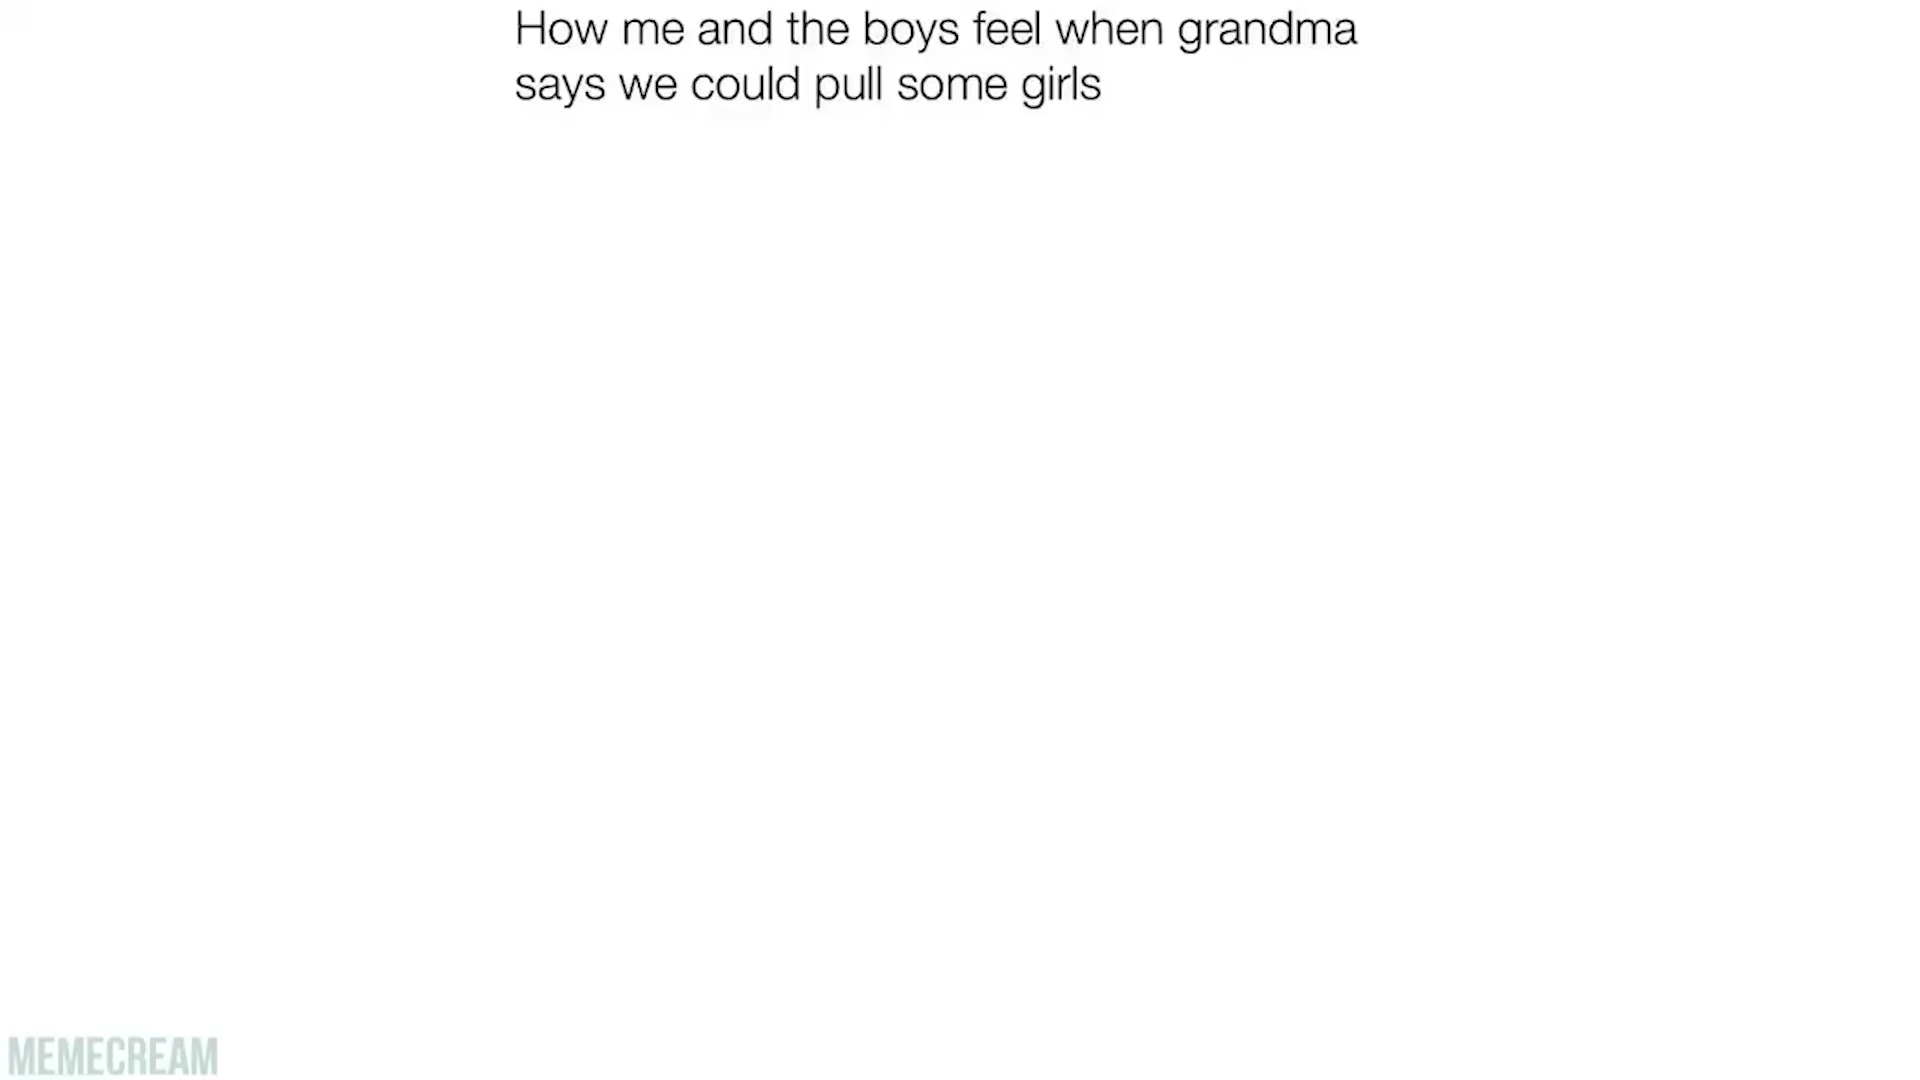 How me and the boys feel when grandma
says we could pull some girls
MEMECREAM